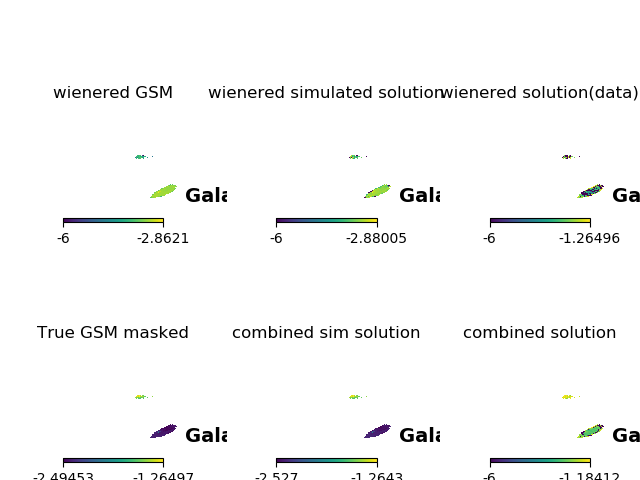 wienered GSM
wienered simulated solution
wienered solution(data)
Gala
Gala
Ga
-6
-2.8621
-6
-2.88005
-6
-1.26496
True GSM masked
combined sim solution
combined solution
Gala
Gala
Ga
-2.49453
-1.26497
-2.527
-1.2643
-6
-1.18412